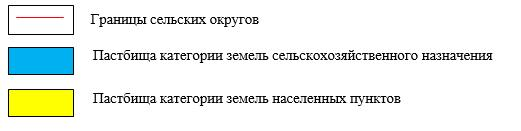 Границы сельских округов
Пастбища категории земель сельскохозяйственного назначения
Пастбища категории земель населенных пунктов